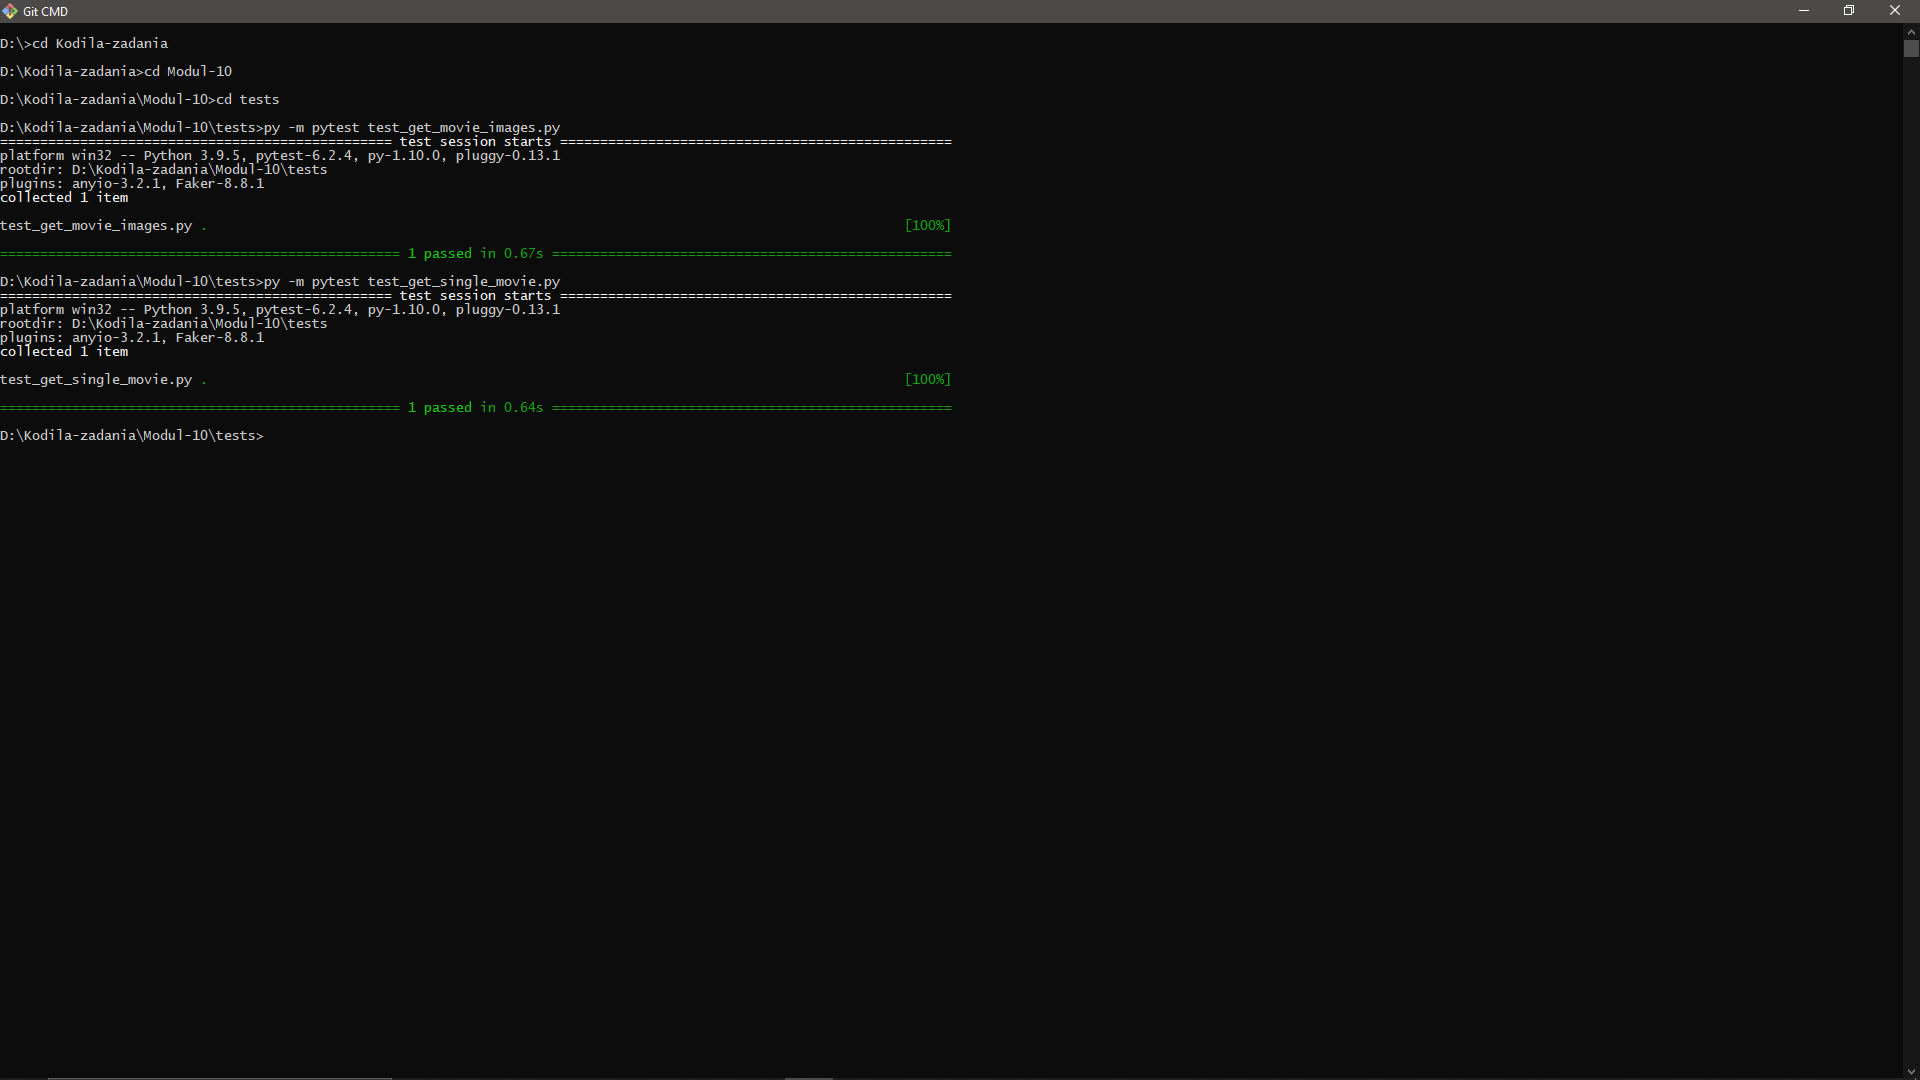 Git CMD
D:\>cd Kodila-zadania
D:\Kodila-zadania>cd Modul-10
D:\Kodila-zadania\Modul-10>cd tests
D:\Kodila-zadania\Modul-10\tests>py -m pytest test_get_movie_images.py
================================================= test session starts =================================================
platform win32 -- Python 3.9.5, pytest-6.2.4, py-1.10.0, pluggy-0.13.1
rootdir: D:\Kodila-zadania\Modul-10\tests
plugins: anyio-3.2.1, Faker-8.8.1
collected 1 item
test_get_movie_images.py . [100%]
================================================== 1 passed in 0.67s ==================================================
D:\Kodila-zadania\Modul-10\tests>py -m pytest test_get_single_movie.py
================================================= test session starts =================================================
platform win32 -- Python 3.9.5, pytest-6.2.4, py-1.10.0, pluggy-0.13.1
rootdir: D:\Kodila-zadania\Modul-10\tests
plugins: anyio-3.2.1, Faker-8.8.1
collected 1 item
test_get_single_movie.py . [100%]
================================================== 1 passed in 0.64s ==================================================
D:\Kodila-zadania\Modul-10\tests>